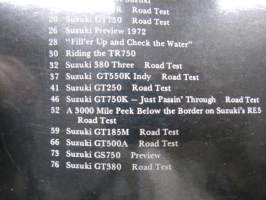 Suzuki
R Road Test
20 Suzuki GT750 Road Test
26 Suzuki Preview 1972
28 "Fill'er Up and Check the Water"
30 Riding the TR750
32 Suzuki 380 Three Road Test
37 Suzuki GT550K Indy Road Test
41 Suzuki GT250 Road Test
46 Suzuki GT750K — Just Passin' Through Road Test
52 A 3000 Mile Peek Below the Border on Suzuki's RE5
Road Test
59 Suzuki GT185M Road Test
66 Suzuki GT500A Road Test
73 Suzuki GS750 Preview
76 Suzuki GT380 Road Test